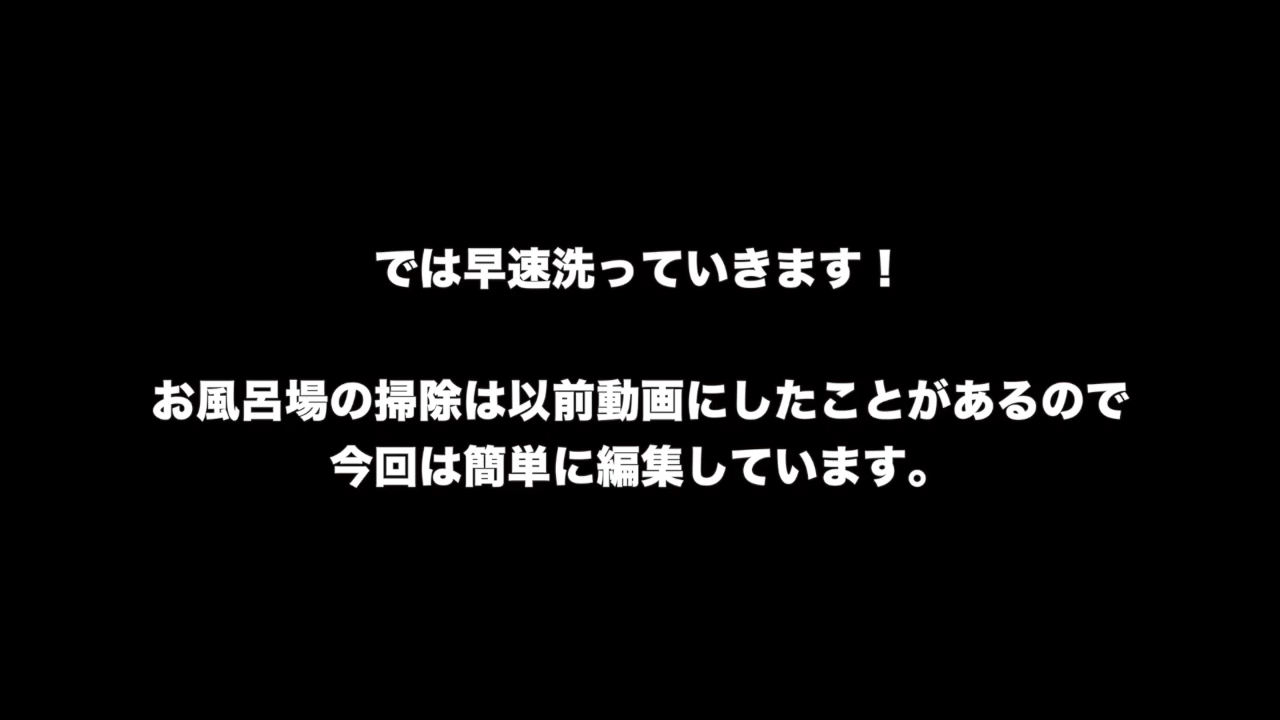 では早速洗っていきます！
お風呂場の掃除は以前動画にしたことがあるので
今回は簡単に編集しています。